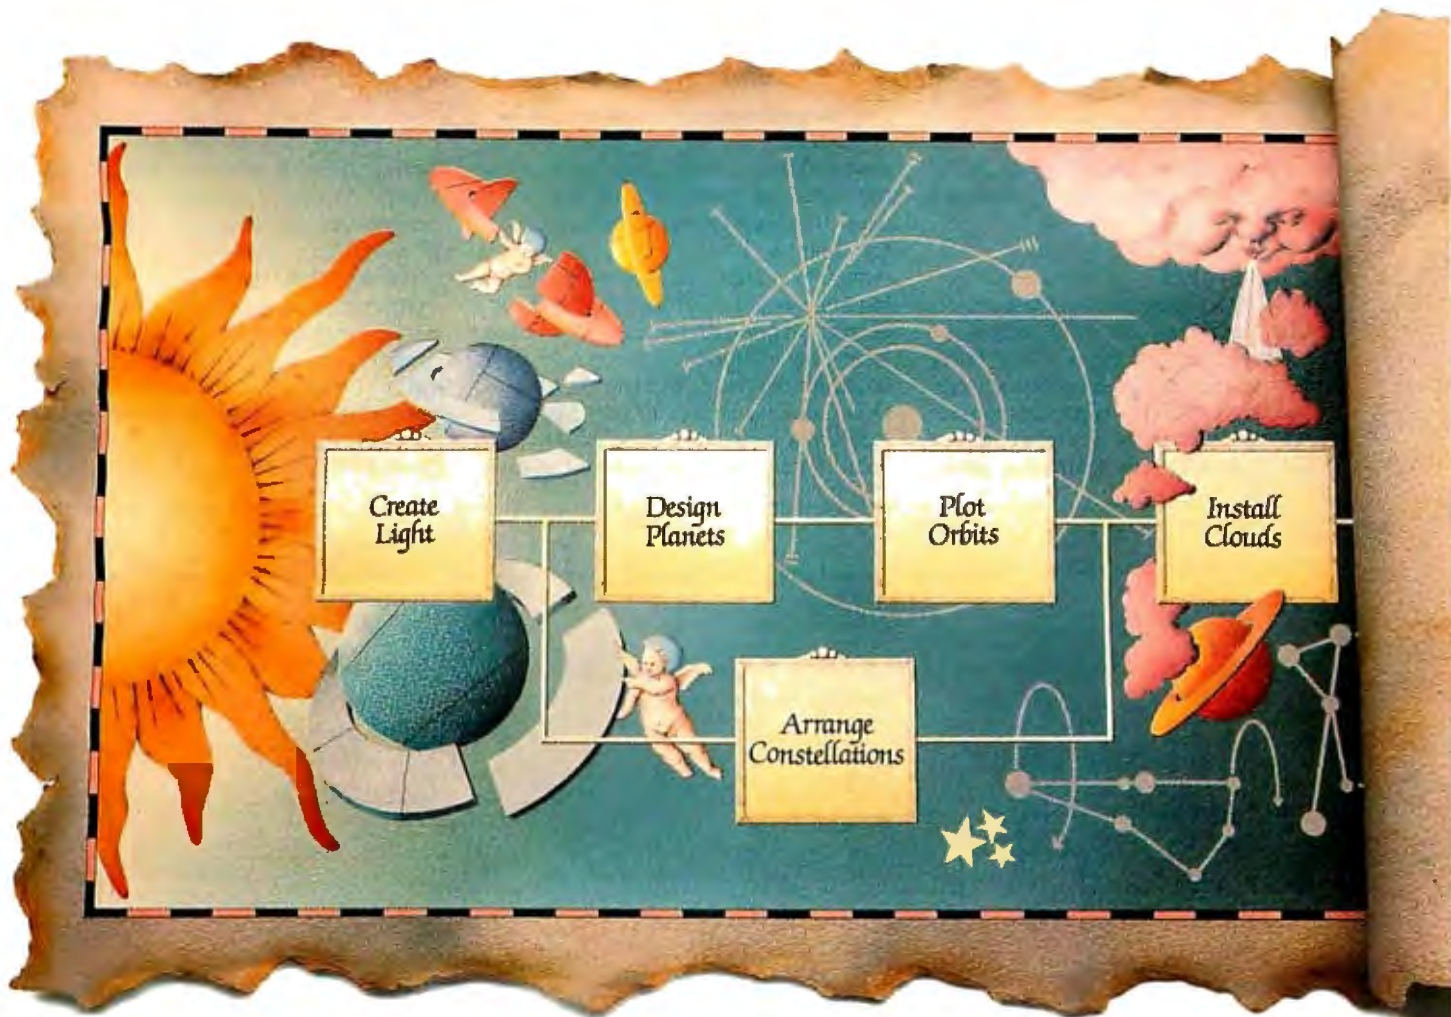 Create
Light
Design
Planets
Plot
Orbits
Install
Clouds
Arrange
Constellations